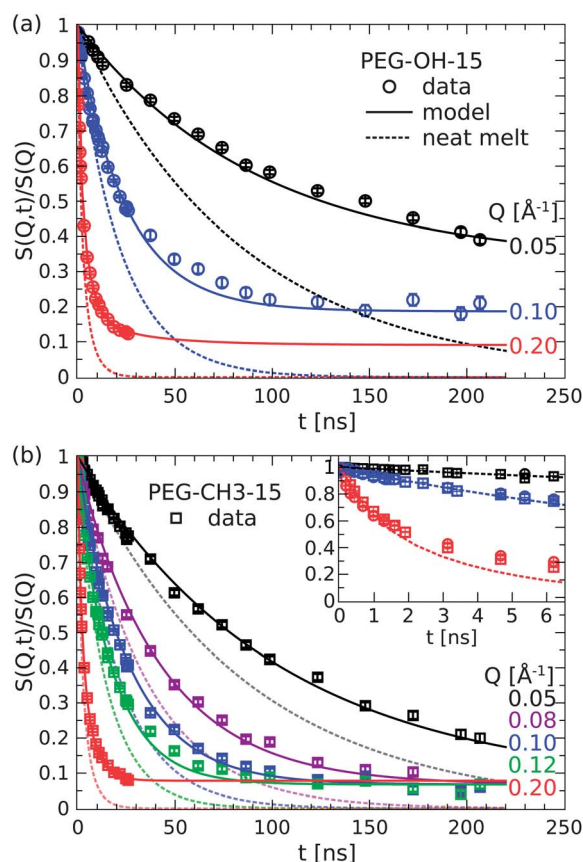 (a)
PEG-OH-15
data
model
neat melt
S(Q,t)/S(Q)
1
0.9
0.8
0.7
0.6
0.5
0.4
0.3
0.2
0.1
0
Q [Å⁻¹]
0.05
0.10
0.20
0 50 100 150 200 250
t [ns]
(b)
PEG-CH3-15
data
S(Q,t)/S(Q)
1
0.9
0.8
0.7
0.6
0.5
0.4
0.3
0.2
0.1
0
1
0.8
0.6
0.4
0.2
0
0 1 2 3 4 5 6
t [ns]
Q [Å⁻¹]
0.05
0.08
0.10
0.12
0.20
0 50 100 150 200 250
t [ns]